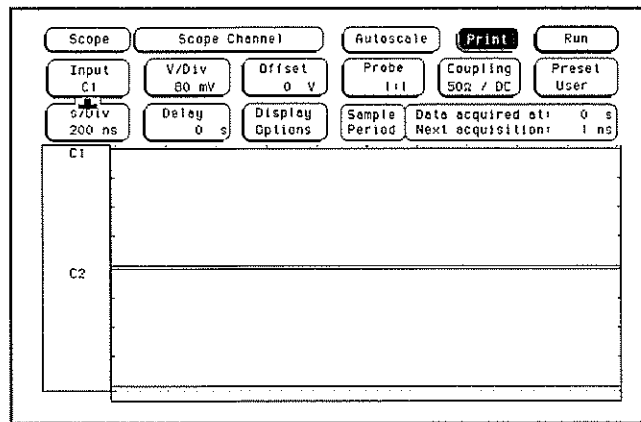 Scope Scope Channel Autoscale Print Run
Input V/Div Offset Probe Coupling Preset
C1 80 mV 0 V 1:1 50Ω / DC User
s/Div Delay Display Sample Data acquired at: 0 s
200 ns 0 s Options Period Next acquisition: 1 ns
C1
C2